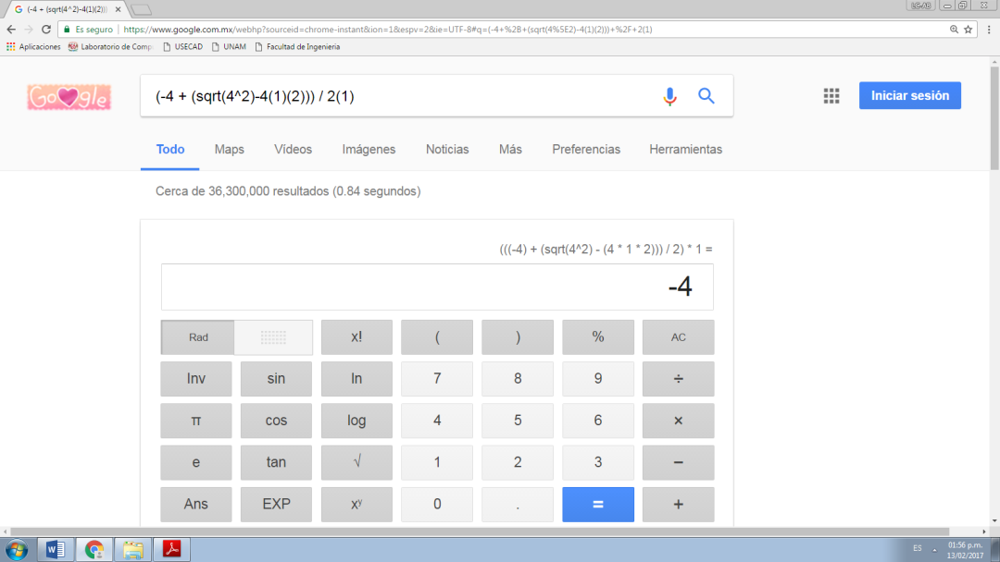 (-4 + (sqrt(4^2)-4(1)(2)))
LCAB
Es seguro | https://www.google.com.mx/webhp?sourceid=chrome-instant&ion=1&espv=2&ie=UTF-8#q=(-4+%2B+(sqrt(4%5E2)-4(1)(2)))+%2F+2(1)
Aplicaciones Laboratorio de Comp USECAD UNAM Facultad de Ingenieria
Google (-4 + (sqrt(4^2)-4(1)(2))) / 2(1) Iniciar sesión
Todo Maps Vídeos Imágenes Noticias Más Preferencias Herramientas
Cerca de 36,300,000 resultados (0.84 segundos)
(((-4) + (sqrt(4^2) - (4 * 1 * 2))) / 2) * 1 =
-4
Rad x! ( ) % AC
Inv sin ln 7 8 9 ÷
π cos log 4 5 6 ×
e tan √ 1 2 3 −
Ans EXP xʸ 0 . = +
ES 01:56 p.m.
13/02/2017